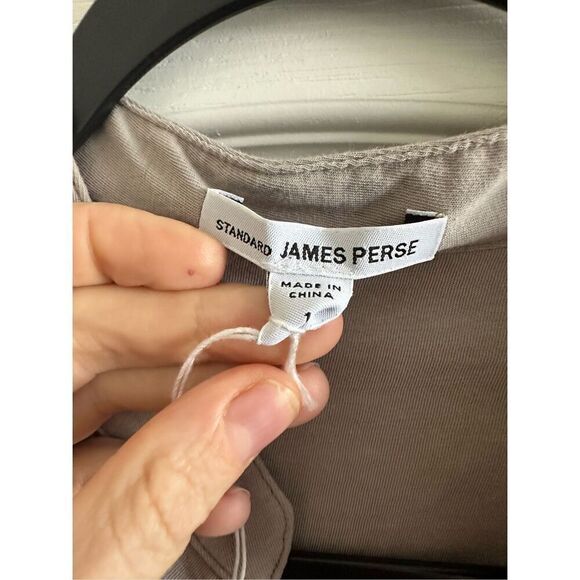 STANDARD JAMES PERSE
MADE IN
CHINA
1